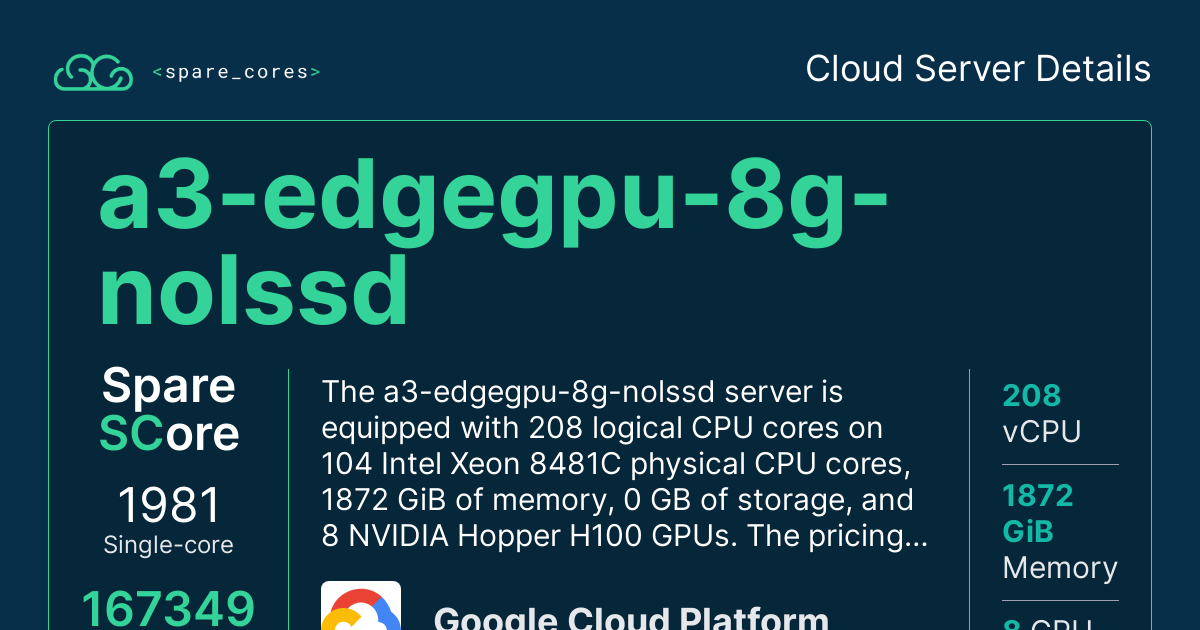 <spare_cores>
Cloud Server Details
a3-edgegpu-8g-
nolssd
Spare
SCore
1981
Single-core
167349
The a3-edgegpu-8g-nolssd server is
equipped with 208 logical CPU cores on
104 Intel Xeon 8481C physical CPU cores,
1872 GiB of memory, 0 GB of storage, and
8 NVIDIA Hopper H100 GPUs. The pricing...
Google Cloud Platform
208
vCPU
1872
GiB
Memory
8 GPU